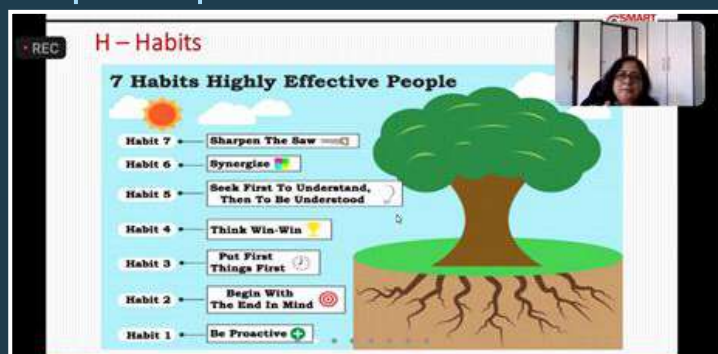 SMART
REC
H – Habits
7 Habits Highly Effective People
Habit 7
Sharpen The Saw
Habit 6
Synergize
Habit 5
Seek First To Understand,
Then To Be Understood
Habit 4
Think Win-Win
Habit 3
Put First
Things First
Habit 2
Begin With
The End In Mind
Habit 1
Be Proactive